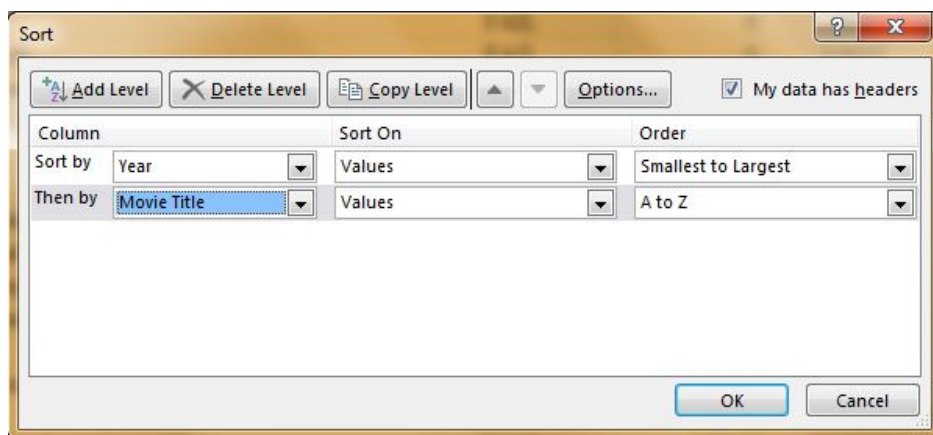 Sort
Add Level Delete Level Copy Level Options... My data has headers
Column Sort On Order
Sort by Year Values Smallest to Largest
Then by Movie Title Values A to Z
OK Cancel